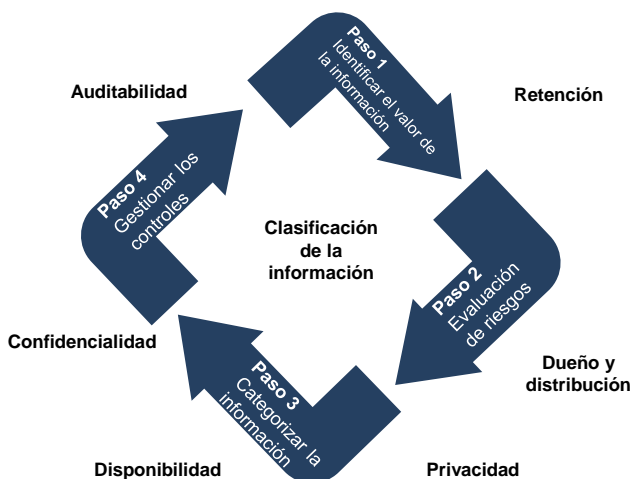 Paso 1
Identificar el valor de
la información
Auditabilidad
Retención
Paso 4
Gestionar los
controles
Clasificación
de la
información
Paso 2
Evaluación
de riesgos
Confidencialidad
Dueño y
distribución
Paso 3
Categorizar la
información
Disponibilidad
Privacidad